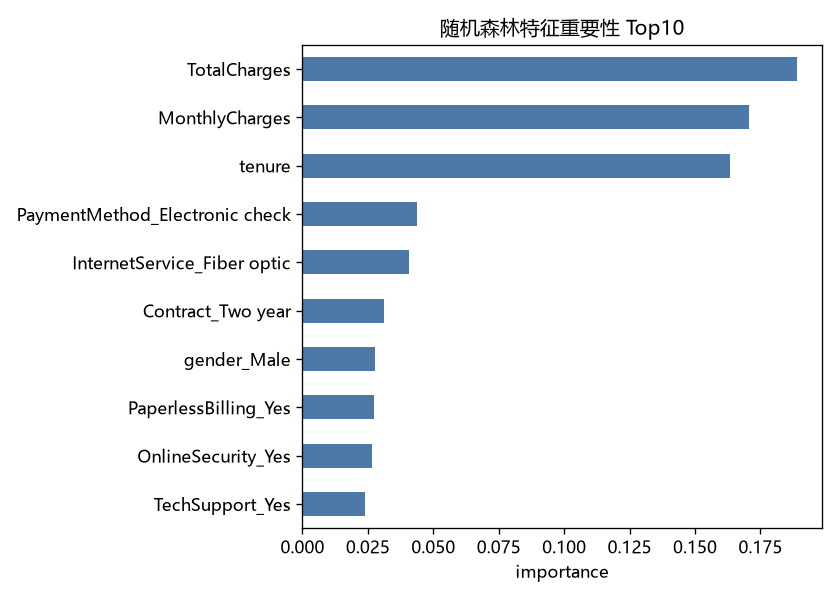 随机森林特征重要性 Top10
TotalCharges
MonthlyCharges
tenure
PaymentMethod_Electronic check
InternetService_Fiber optic
Contract_Two year
gender_Male
PaperlessBilling_Yes
OnlineSecurity_Yes
TechSupport_Yes
0.000 0.025 0.050 0.075 0.100 0.125 0.150 0.175
importance